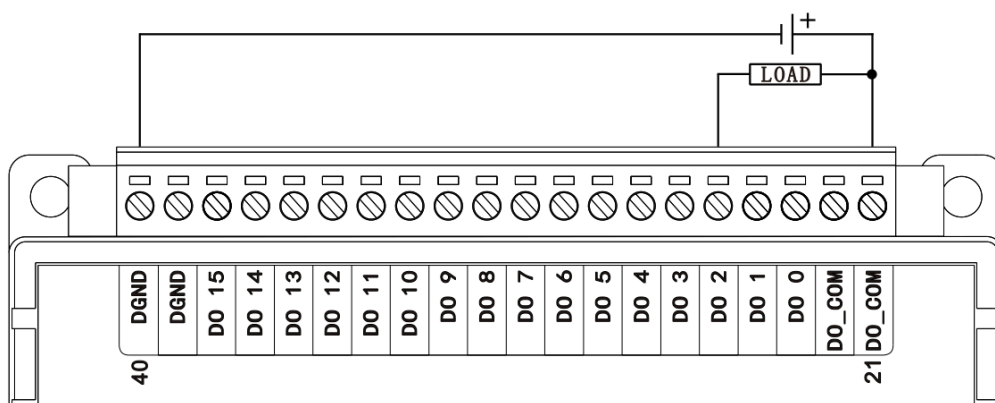 +
LOAD
DGND
DGND
DO 15
DO 14
DO 13
DO 12
DO 11
DO 10
DO 9
DO 8
DO 7
DO 6
DO 5
DO 4
DO 3
DO 2
DO 1
DO 0
DO_COM
DO_COM
40
21